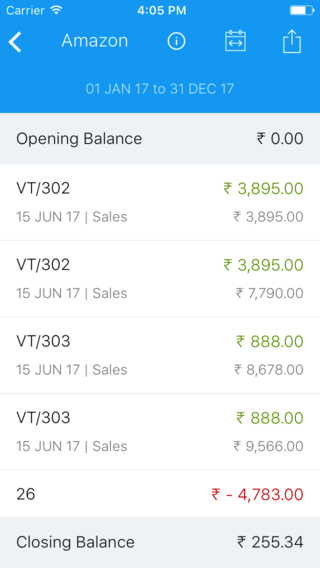 Carrier 4:05 PM
Amazon
01 JAN 17 to 31 DEC 17
Opening Balance ₹ 0.00
VT/302 ₹ 3,895.00
15 JUN 17 | Sales ₹ 3,895.00
VT/302 ₹ 3,895.00
15 JUN 17 | Sales ₹ 7,790.00
VT/303 ₹ 888.00
15 JUN 17 | Sales ₹ 8,678.00
VT/303 ₹ 888.00
15 JUN 17 | Sales ₹ 9,566.00
26 ₹ - 4,783.00
Closing Balance ₹ 255.34